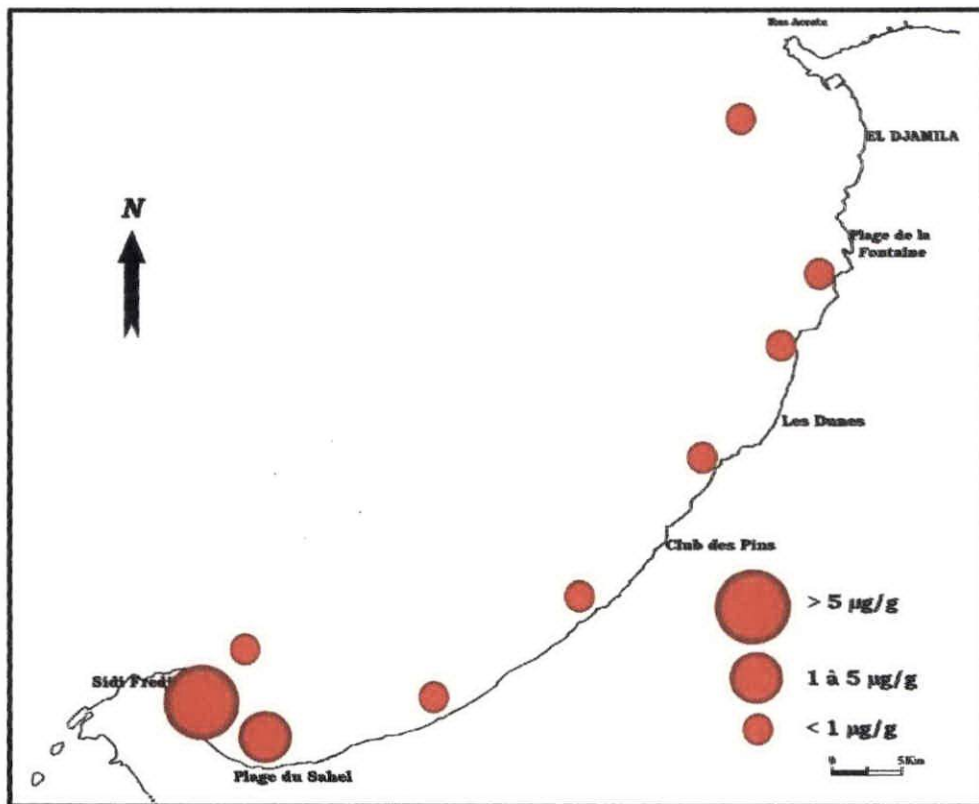 Ras Acrata
EL DJAMILA
N
Plage de la
Fontaine
Les Dunes
Club des Pins
> 5 µg/g
Sidi Fredj
1 à 5 µg/g
< 1 µg/g
0 5Km
Plage du Sahel